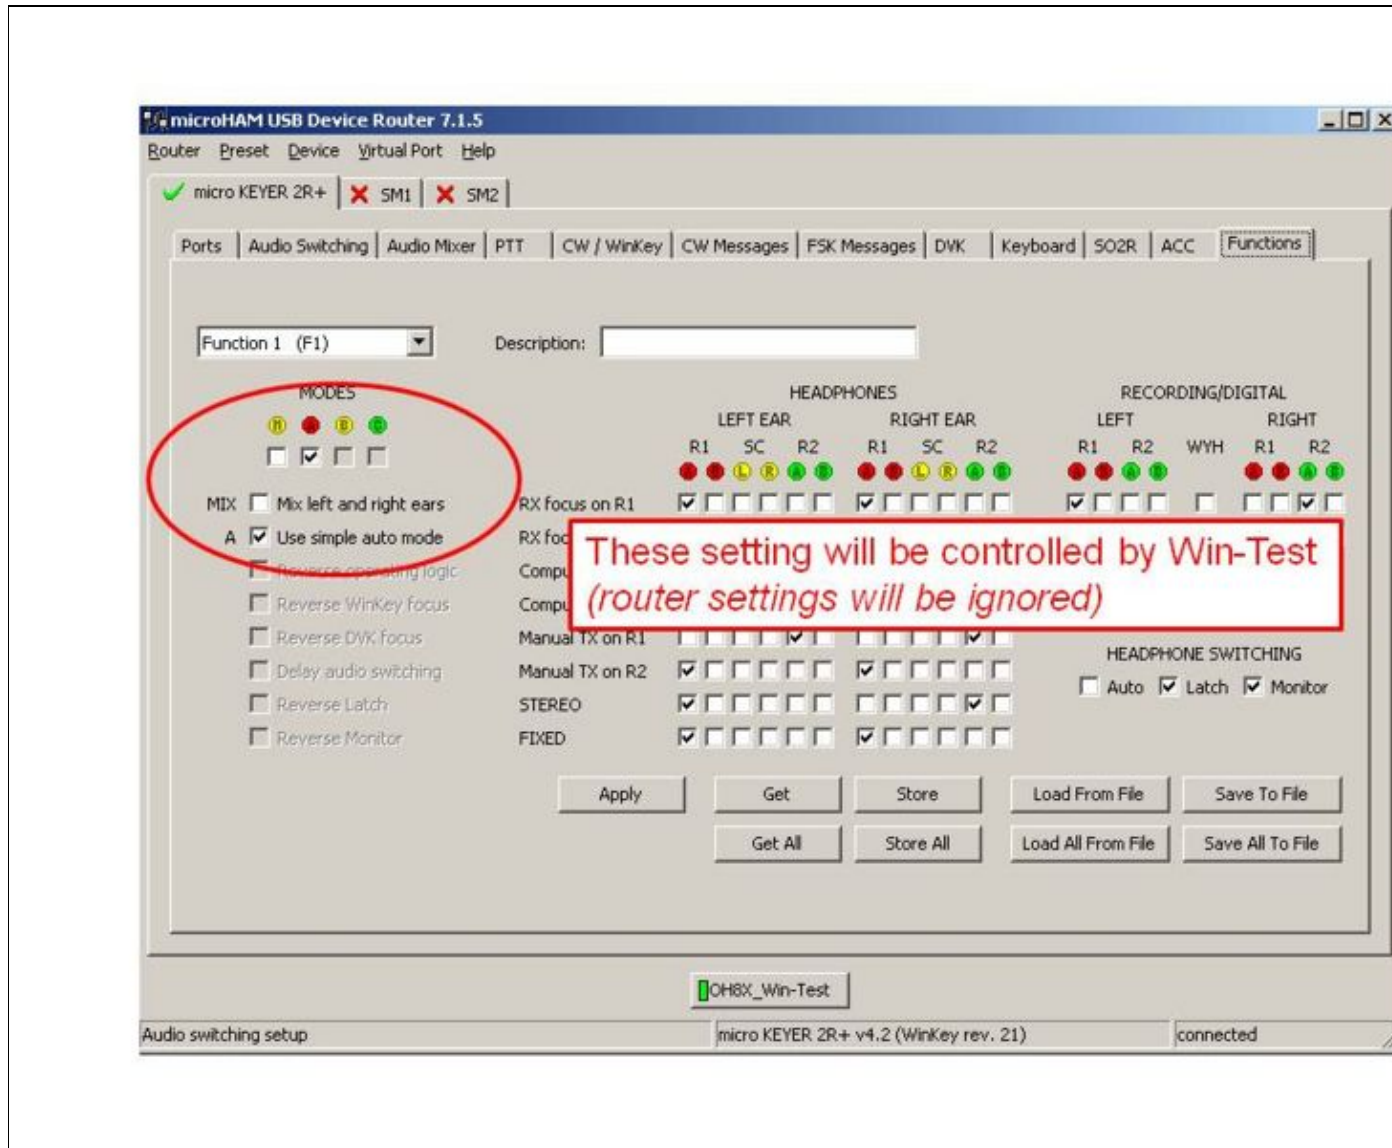 microHAM USB Device Router 7.1.5
Router Preset Device Virtual Port Help
micro KEYER 2R+ SM1 SM2
Ports Audio Switching Audio Mixer PTT CW / WinKey CW Messages FSK Messages DVK Keyboard SO2R ACC Functions
Function 1 (F1) Description:
MODES HEADPHONES RECORDING/DIGITAL
LEFT EAR RIGHT EAR LEFT RIGHT
M A B C
R1 SC R2 R1 SC R2 R1 R2 WYH R1 R2
A B L R A B A B L R A B A B A B A B A B
MIX Mix left and right ears RX focus on R1
A Use simple auto mode RX foc
These setting will be controlled by Win-Test
Reverse operating logic Compu
(router settings will be ignored)
Reverse WinKey focus Compu
Reverse DVK focus Manual TX on R1
HEADPHONE SWITCHING
Delay audio switching Manual TX on R2
Auto Latch Monitor
Reverse Latch STEREO
Reverse Monitor FIXED
Apply Get Store Load From File Save To File
Get All Store All Load All From File Save All To File
OH8X_Win-Test
Audio switching setup micro KEYER 2R+ v4.2 (WinKey rev. 21) connected